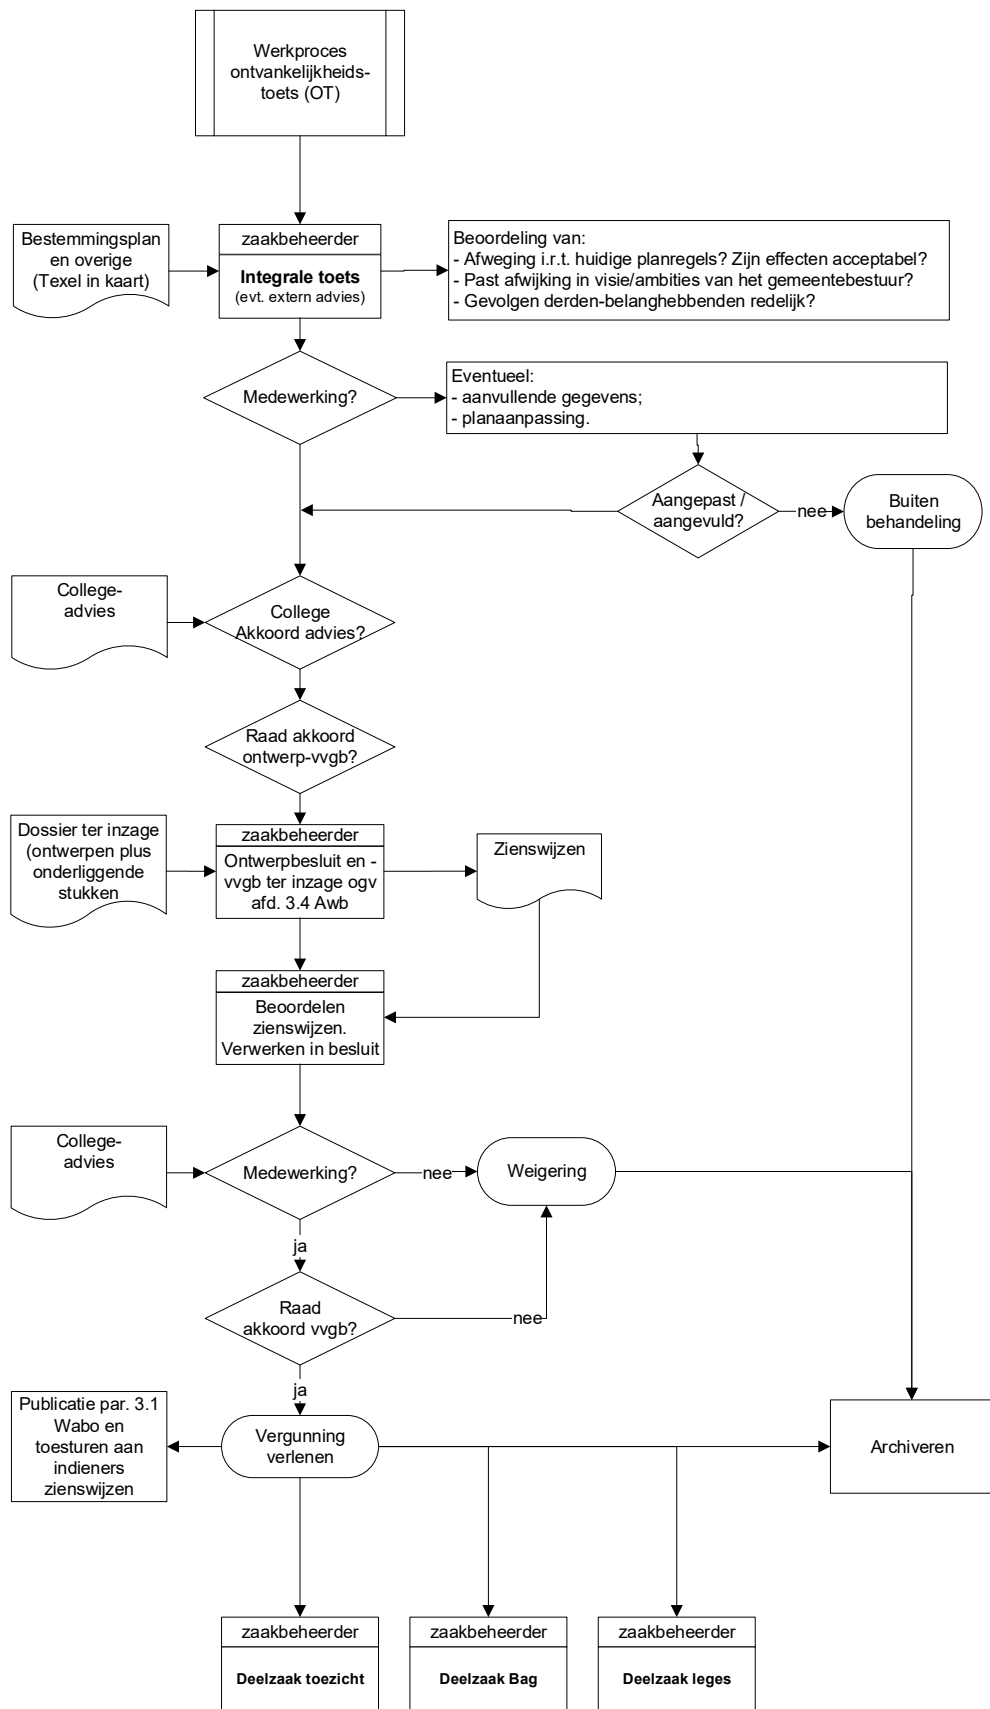 Werkproces
ontvankelijkheids-
toets (OT)
Bestemmingsplan
en overige
(Texel in kaart)
zaakbeheerder
Integrale toets
(evt. extern advies)
Beoordeling van:
- Afweging i.r.t. huidige planregels? Zijn effecten acceptabel?
- Past afwijking in visie/ambities van het gemeentebestuur?
- Gevolgen derden-belanghebbenden redelijk?
Medewerking?
Eventueel:
- aanvullende gegevens;
- planaanpassing.
Aangepast /
aangevuld?
nee
Buiten
behandeling
College-
advies
College
Akkoord advies?
Raad akkoord
ontwerp-vvgb?
Dossier ter inzage
(ontwerpen plus
onderliggende
stukken
zaakbeheerder
Ontwerpbesluit en -
vvgb ter inzage ogv
afd. 3.4 Awb
Zienswijzen
zaakbeheerder
Beoordelen
zienswijzen.
Verwerken in besluit
College-
advies
Medewerking?
nee
Weigering
ja
Raad
akkoord vvgb?
nee
ja
Publicatie par. 3.1
Wabo en
toesturen aan
indieners
zienswijzen
Vergunning
verlenen
Archiveren
zaakbeheerder
Deelzaak toezicht
zaakbeheerder
Deelzaak Bag
zaakbeheerder
Deelzaak leges